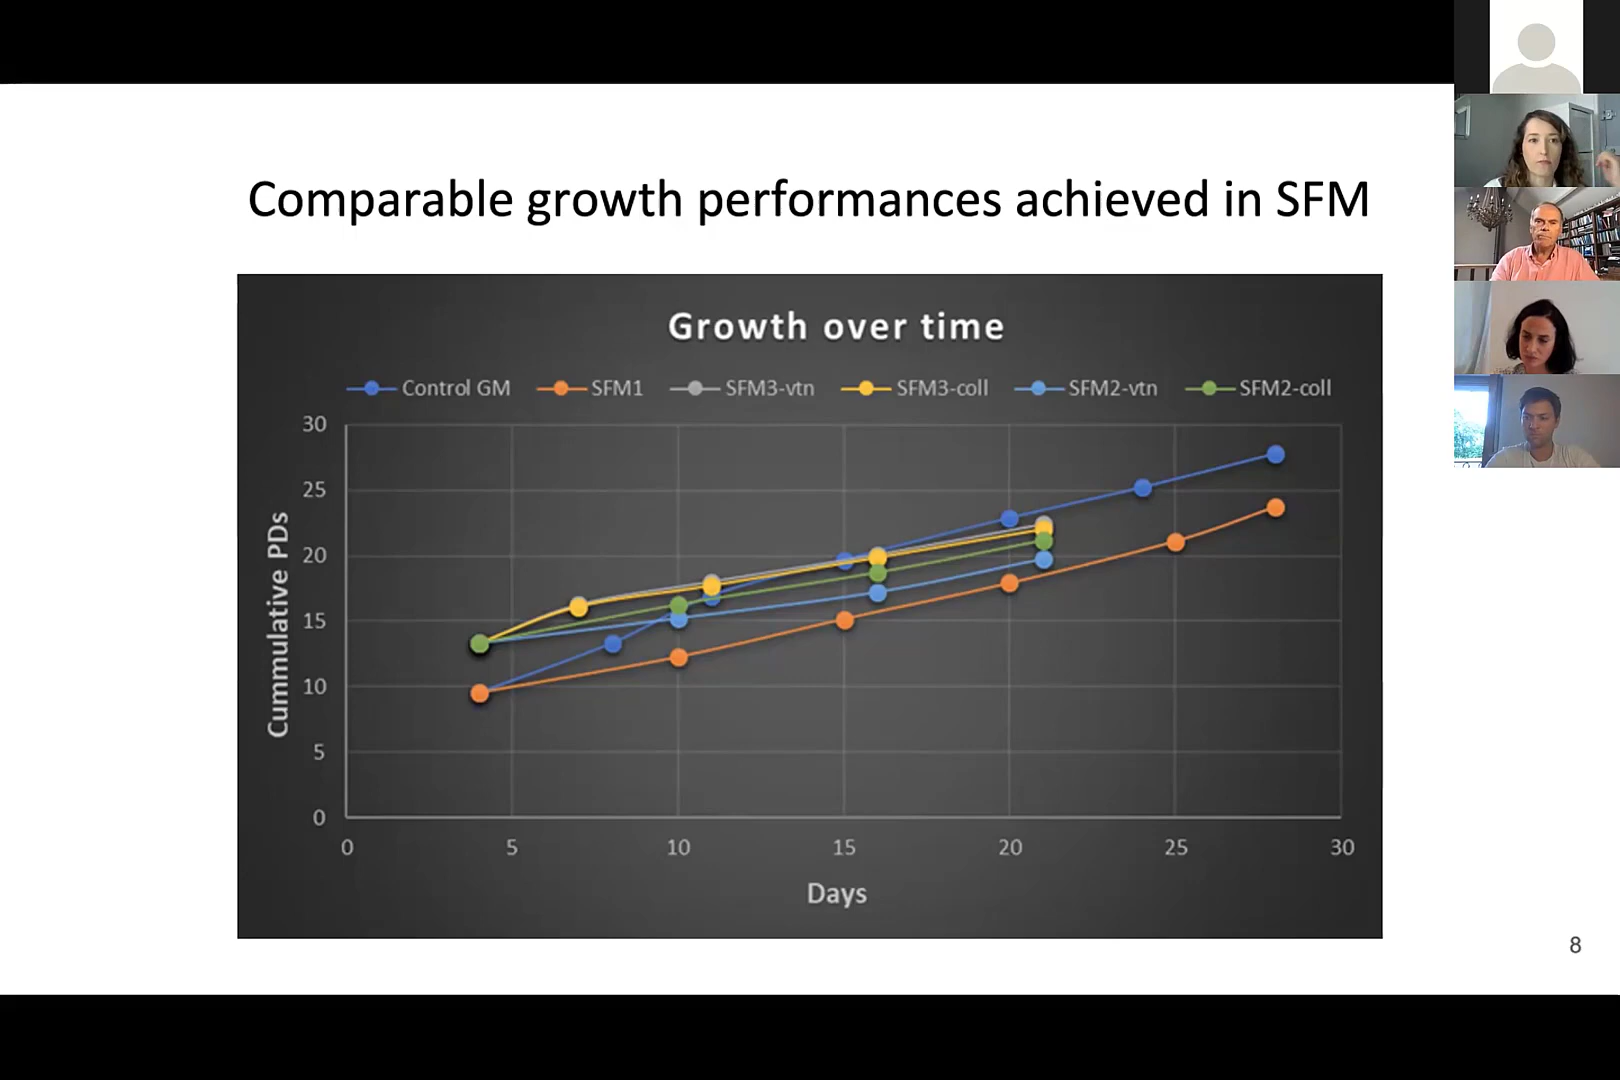 Comparable growth performances achieved in SFM
Growth over time
Control GM SFM1 SFM3-vtn SFM3-coll SFM2-vtn SFM2-coll
30
25
20
15
10
5
0
Cummulative PDs
0 5 10 15 20 25 30
Days
8